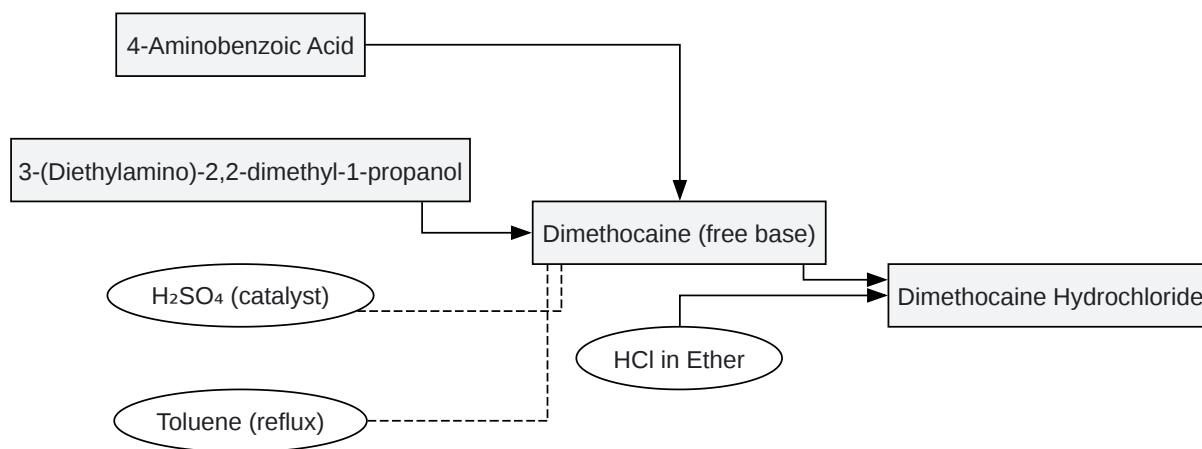 4-Aminobenzoic Acid
3-(Diethylamino)-2,2-dimethyl-1-propanol
Dimethocaine (free base)
H₂SO₄ (catalyst)
Dimethocaine Hydrochloride
HCl in Ether
Toluene (reflux)